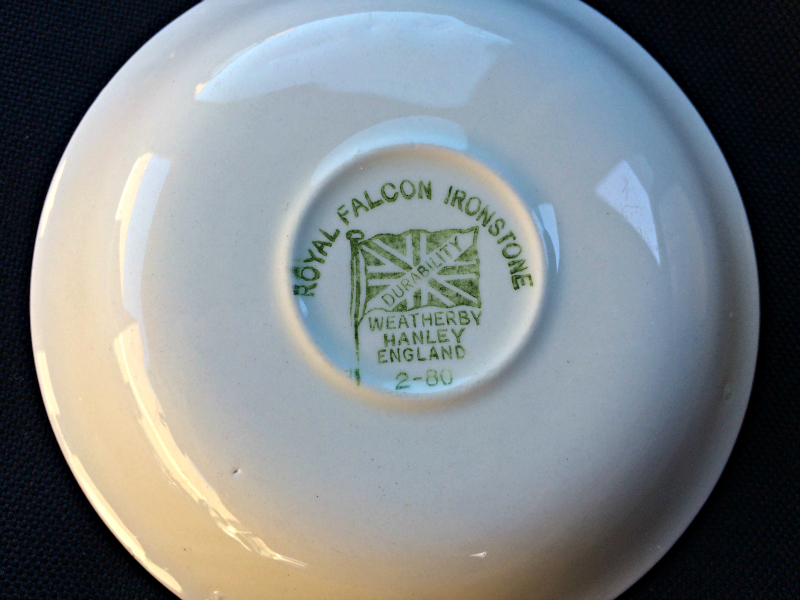 ROYAL FALCON IRONSTONE
DURABILITY
WEATHERBY
HANLEY
ENGLAND
2-80